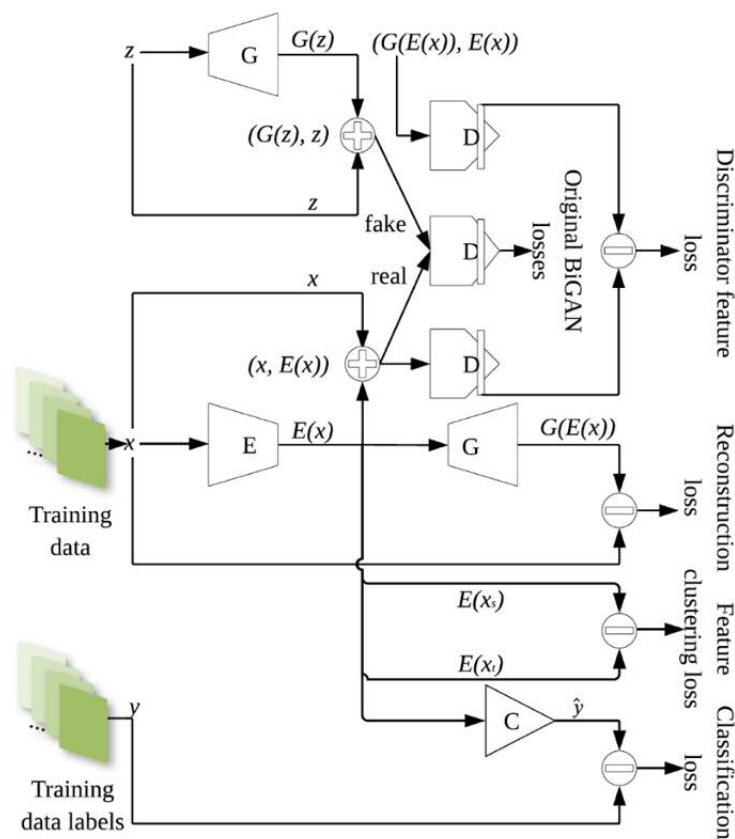 z
G
G(z)
(G(E(x)), E(x))
D
(G(z), z)
z
fake
D
Original BiGAN
losses
Discriminator feature
loss
real
x
(x, E(x))
D
x
E
E(x)
G
G(E(x))
Reconstruction
loss
...
Training
data
E(xₛ)
Feature
clustering loss
E(xₜ)
y
C
ŷ
Classification
loss
...
Training
data labels